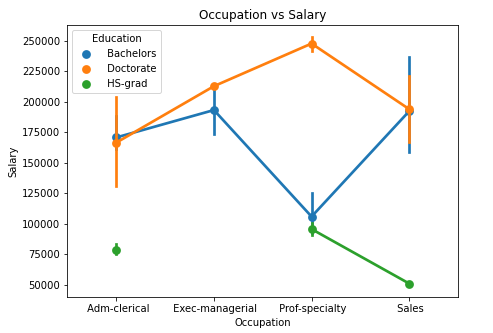 Occupation vs Salary
Education
Bachelors
Doctorate
HS-grad
250000
225000
200000
175000
150000
125000
100000
75000
50000
Salary
Adm-clerical Exec-managerial Prof-specialty Sales
Occupation